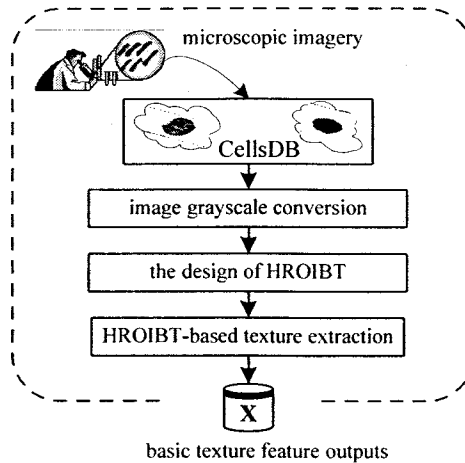 microscopic imagery
CellsDB
image grayscale conversion
the design of HROIBT
HROIBT-based texture extraction
X
basic texture feature outputs